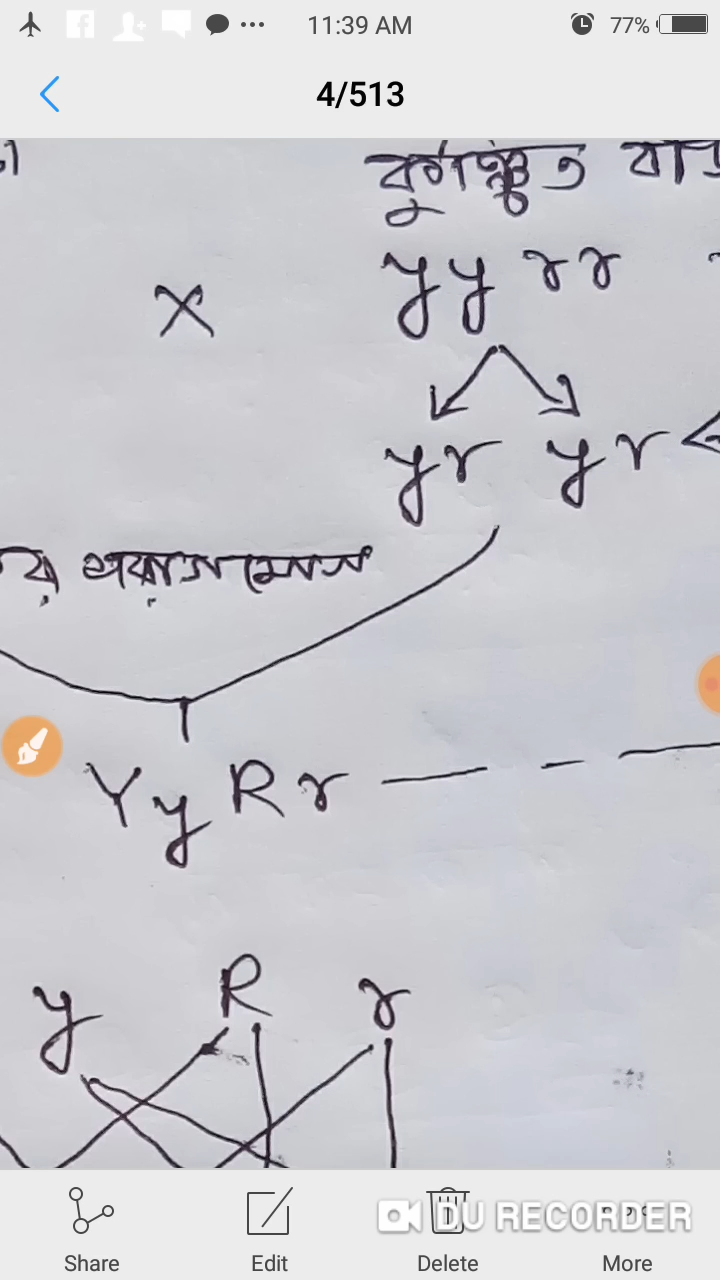 11:39 AM
77%
4/513
কুঞ্চিত
X
yy rr
yr yr
YyRr
y R r
Share Edit Delete More
DU RECORDER